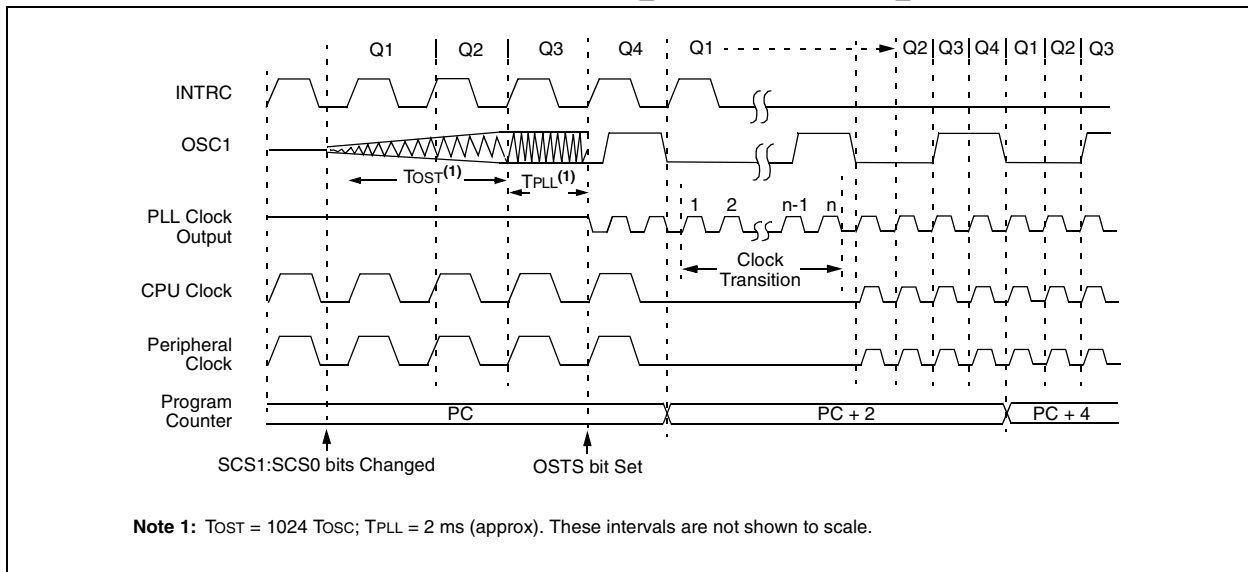 Q1 Q2 Q3 Q4 Q1 Q2 Q3 Q4 Q1 Q2 Q3
INTRC
OSC1
TOST(1)
TPLL(1)
PLL Clock
Output
1 2 n-1 n
Clock
Transition
CPU Clock
Peripheral
Clock
Program
Counter
PC PC + 2 PC + 4
SCS1:SCS0 bits Changed OSTS bit Set
Note 1: TOST = 1024 TOSC; TPLL = 2 ms (approx). These intervals are not shown to scale.